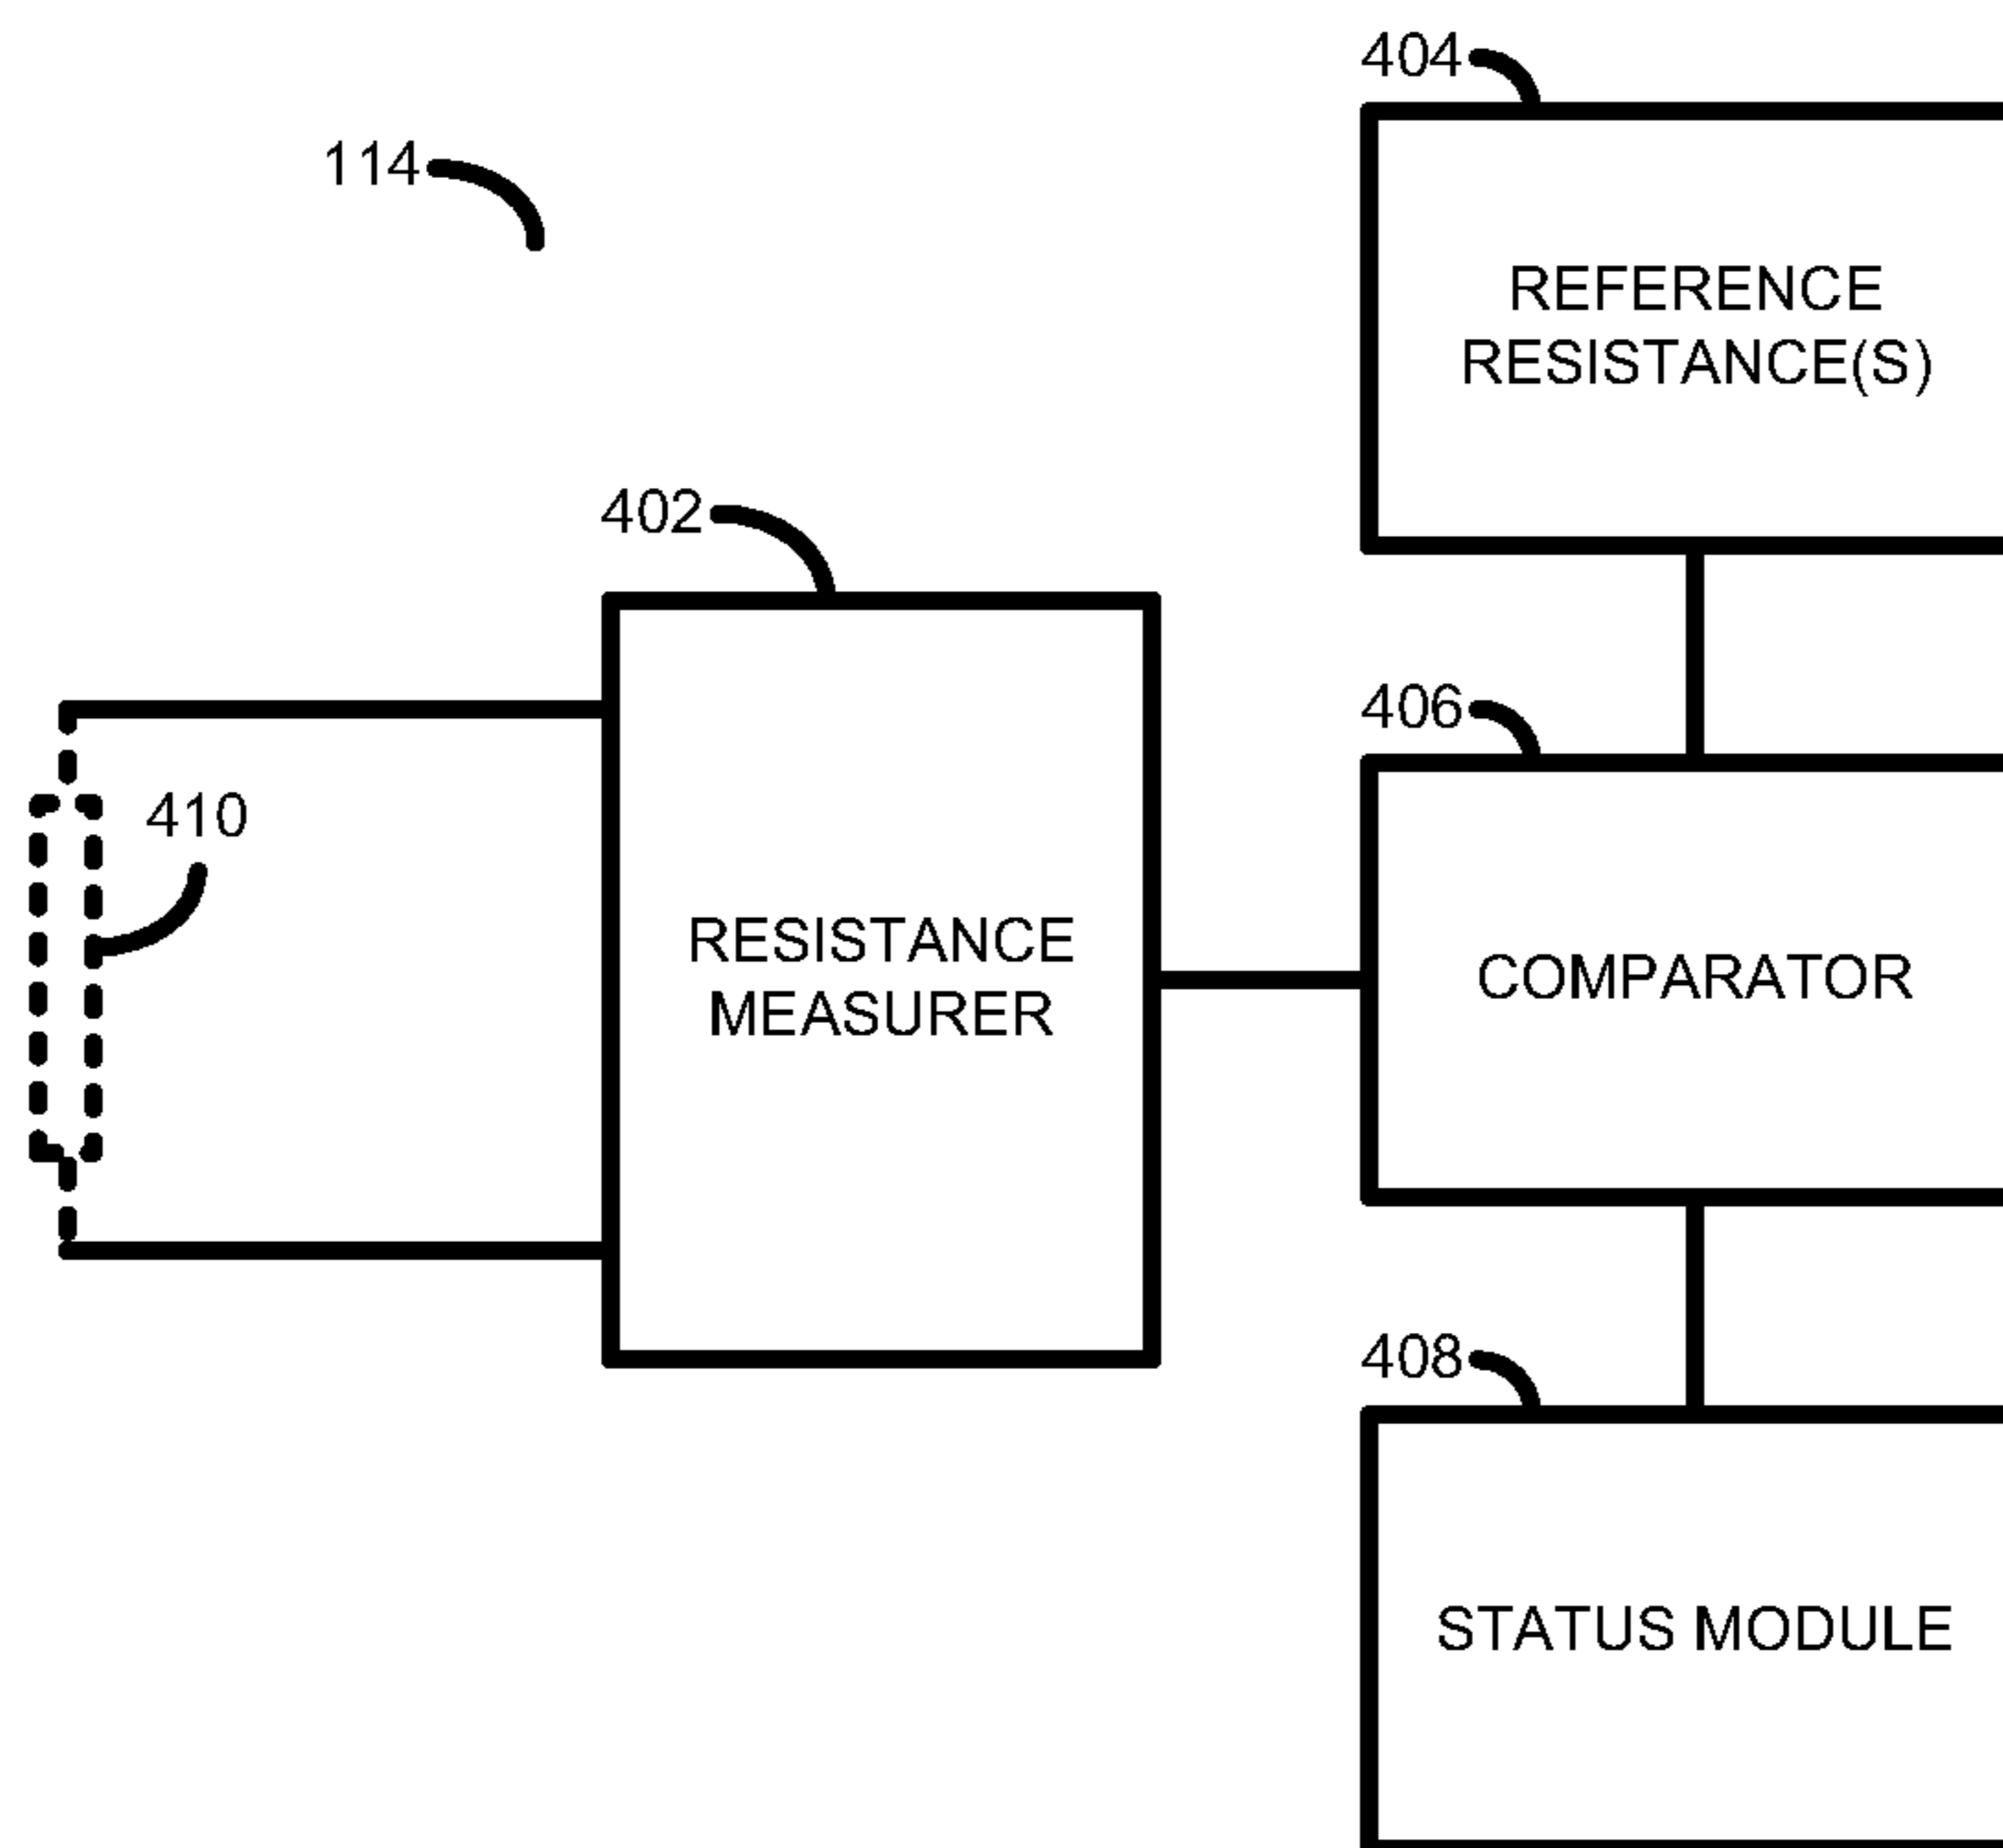 404
114
REFERENCE
RESISTANCE(S)
402
406
410
RESISTANCE
MEASURER
COMPARATOR
408
STATUS MODULE